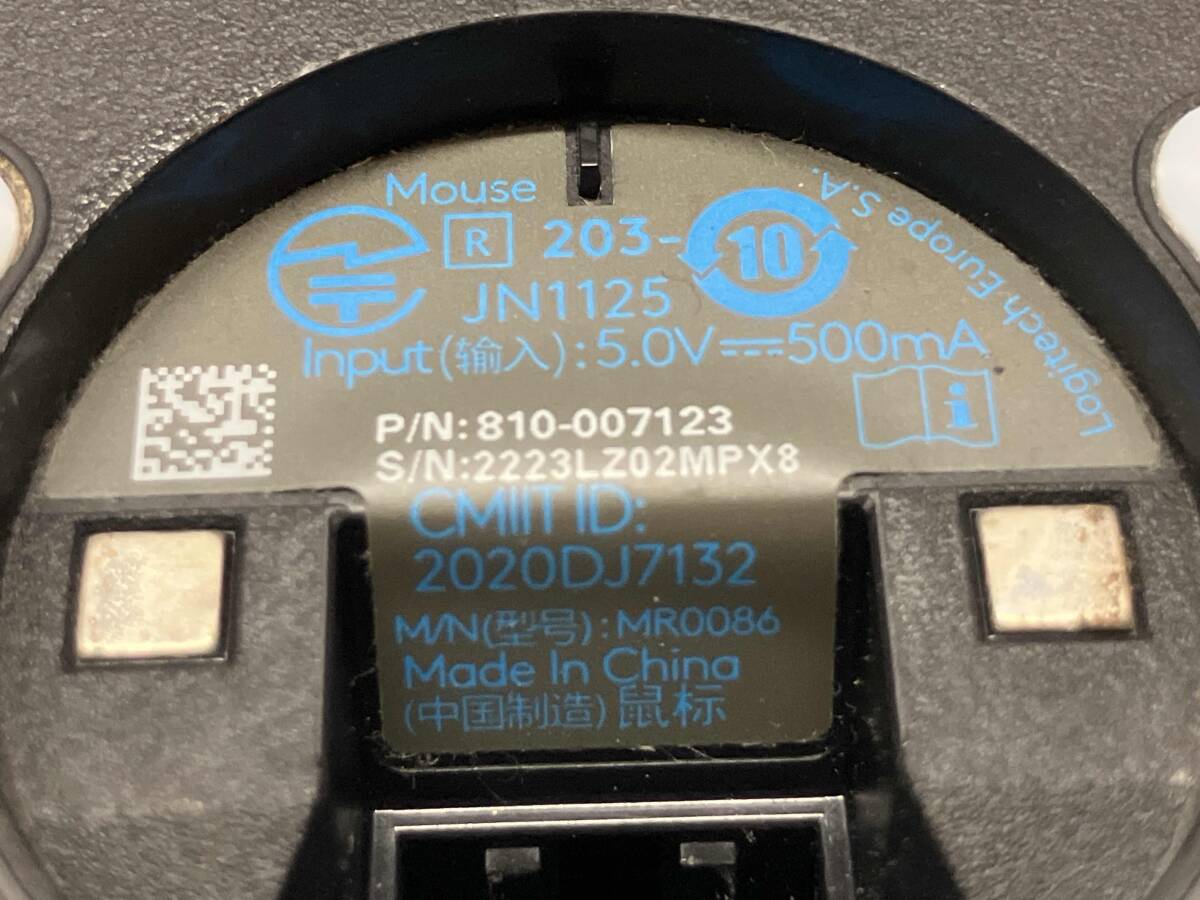 Mouse
R 203-
JN1125
10
Logitech Europe S.A.
Input(输入):5.0V⎓500mA
i
P/N:810-007123
S/N:2223LZ02MPX8
CMIIT ID:
2020DJ7132
M/N(型号):MR0086
Made In China
(中国制造)鼠标